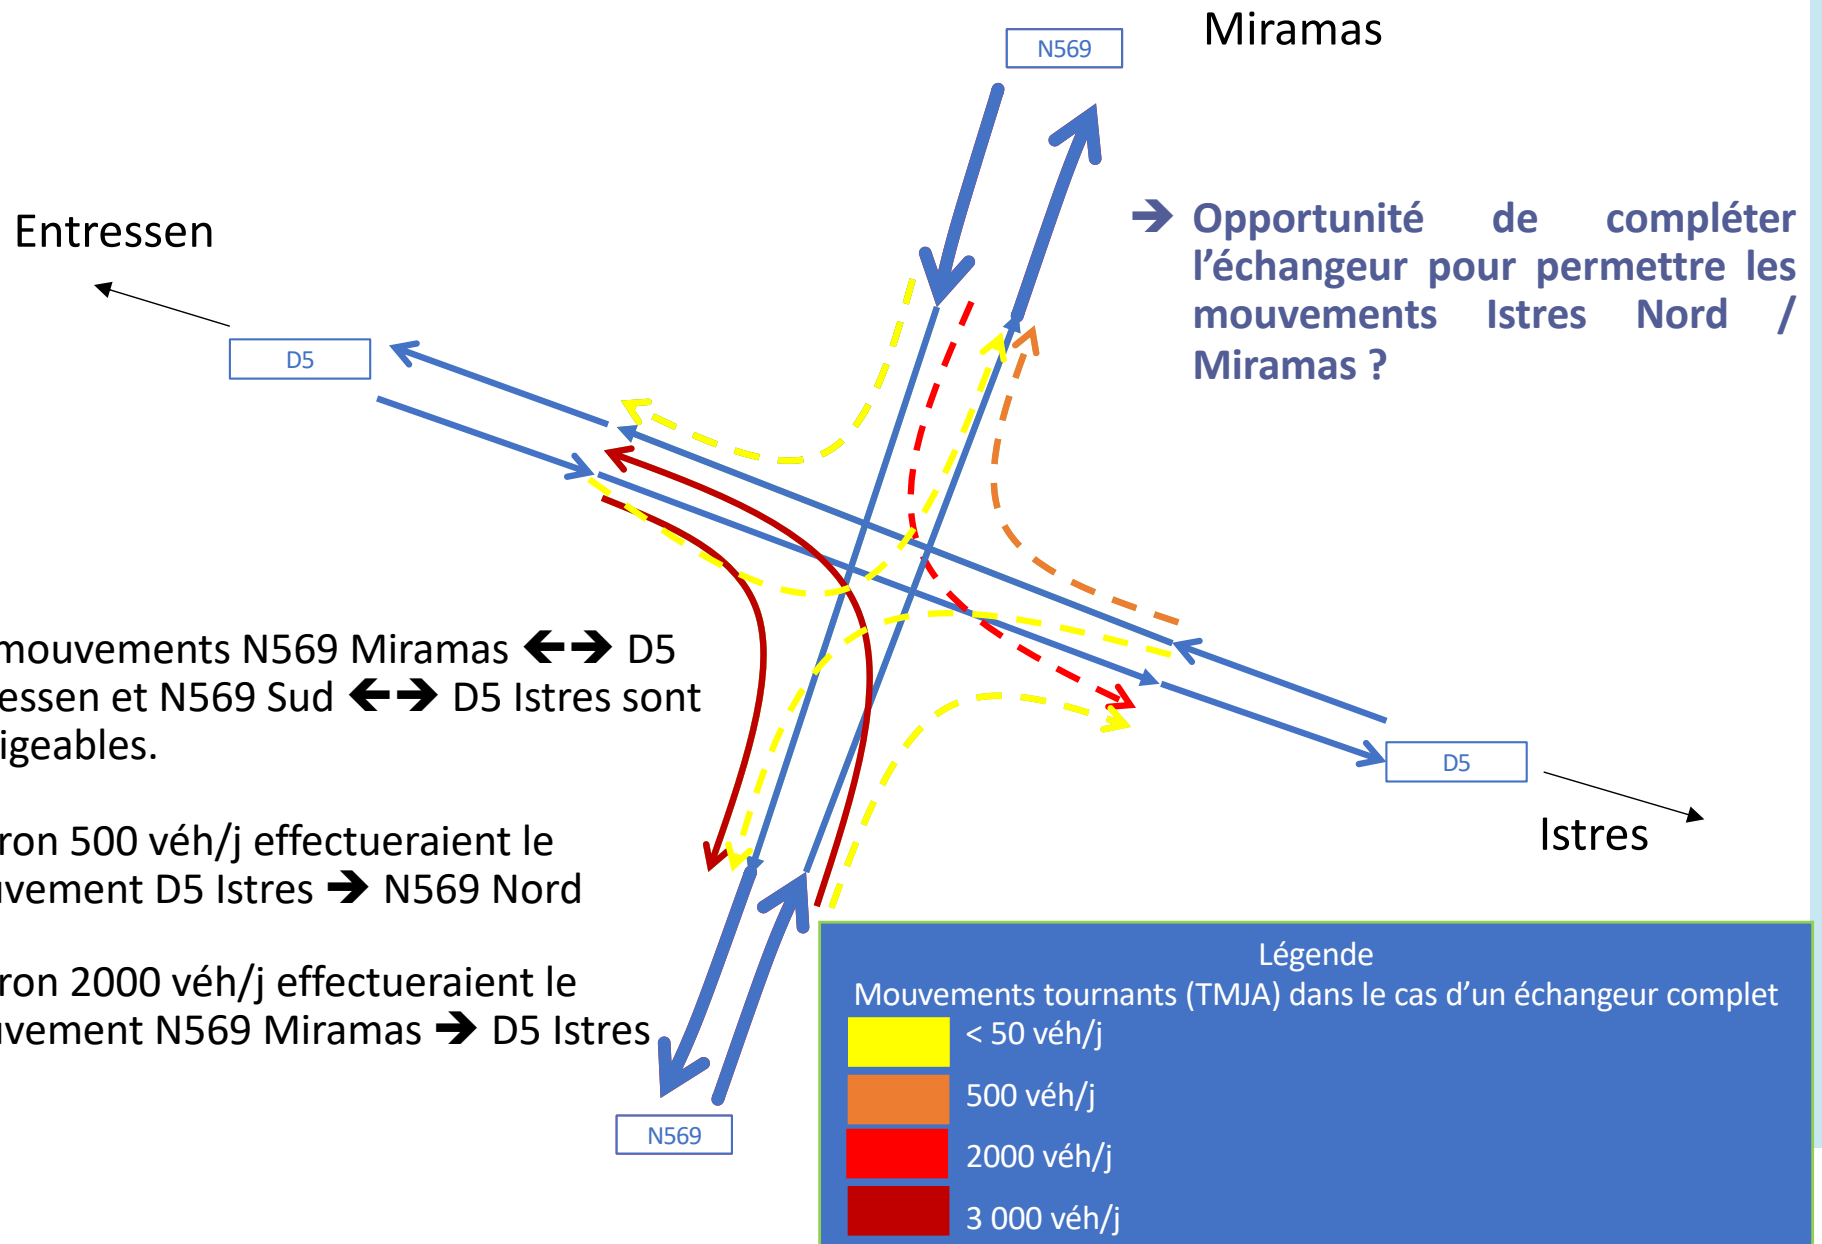 Miramas
N569
Entressen
➔ Opportunité de compléter
l’échangeur pour permettre les
mouvements Istres Nord /
Miramas ?
D5
mouvements N569 Miramas 🡨🡪 D5
essen et N569 Sud 🡨🡪 D5 Istres sont
igeables.
D5
Istres
ron 500 véh/j effectueraient le
uvement D5 Istres ➔ N569 Nord
ron 2000 véh/j effectueraient le
uvement N569 Miramas ➔ D5 Istres
N569
Légende
Mouvements tournants (TMJA) dans le cas d’un échangeur complet
< 50 véh/j
500 véh/j
2000 véh/j
3 000 véh/j